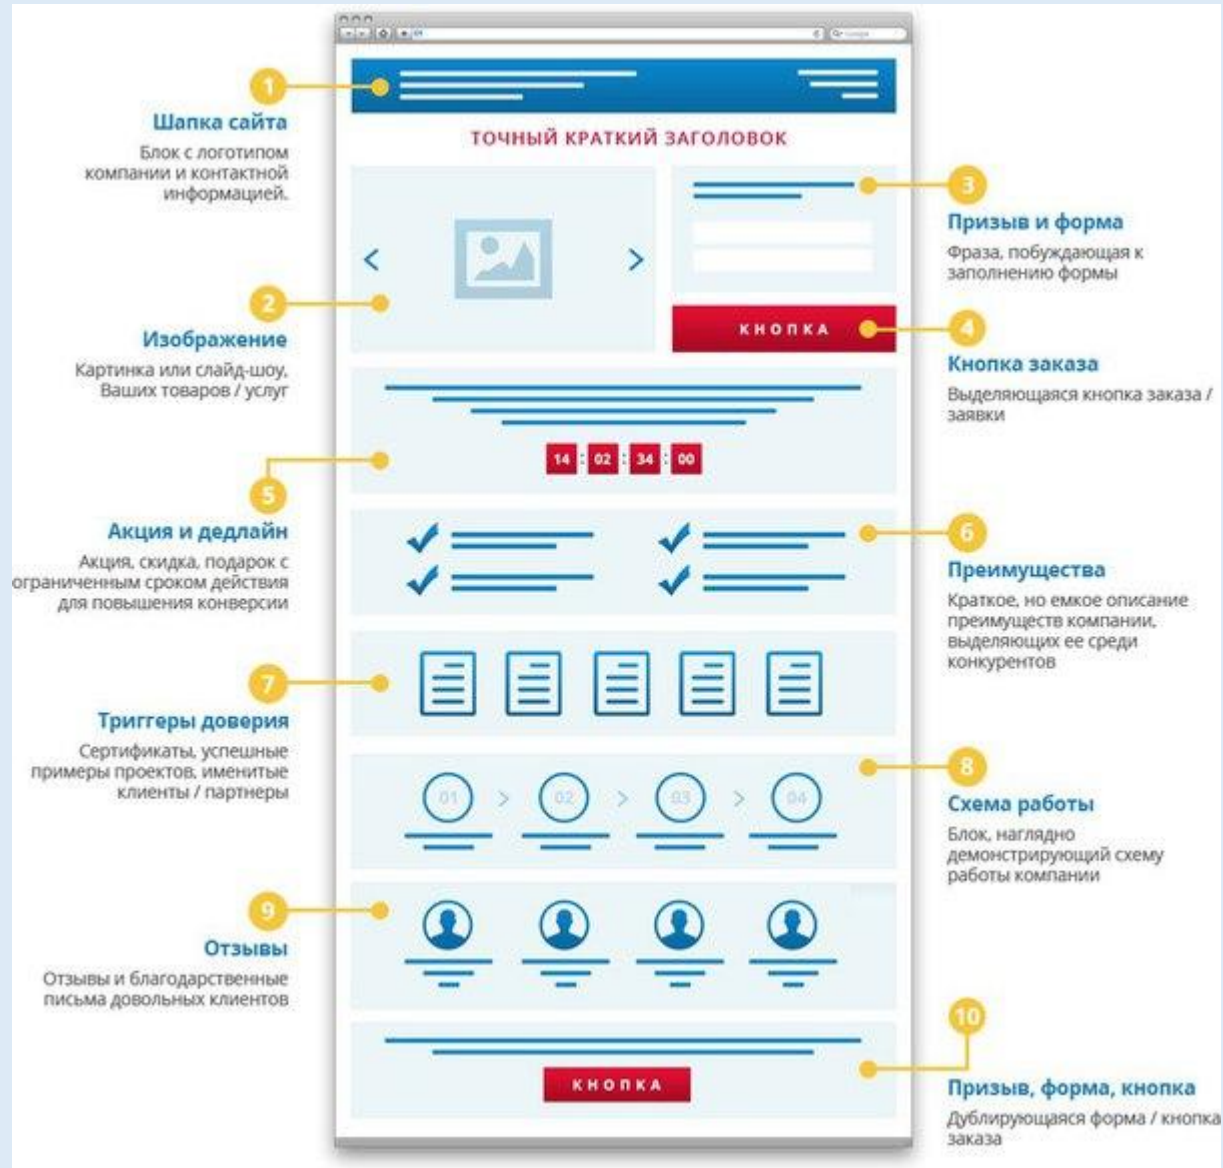 1
Шапка сайта
Блок с логотипом
компании и контактной
информацией.
ТОЧНЫЙ КРАТКИЙ ЗАГОЛОВОК
2
Изображение
Картинка или слайд-шоу,
Ваших товаров / услуг
3
Призыв и форма
Фраза, побуждающая к
заполнению формы
КНОПКА
4
Кнопка заказа
Выделяющаяся кнопка заказа /
заявки
14 : 02 : 34 : 00
5
Акция и дедлайн
Акция, скидка, подарок с
ограниченным сроком действия
для повышения конверсии
6
Преимущества
Краткое, но емкое описание
преимуществ компании,
выделяющих ее среди
конкурентов
7
Триггеры доверия
Сертификаты, успешные
примеры проектов, именитые
клиенты / партнеры
01 > 02 > 03 > 04
8
Схема работы
Блок, наглядно
демонстрирующий схему
работы компании
9
Отзывы
Отзывы и благодарственные
письма довольных клиентов
КНОПКА
10
Призыв, форма, кнопка
Дублирующаяся форма / кнопка
заказа